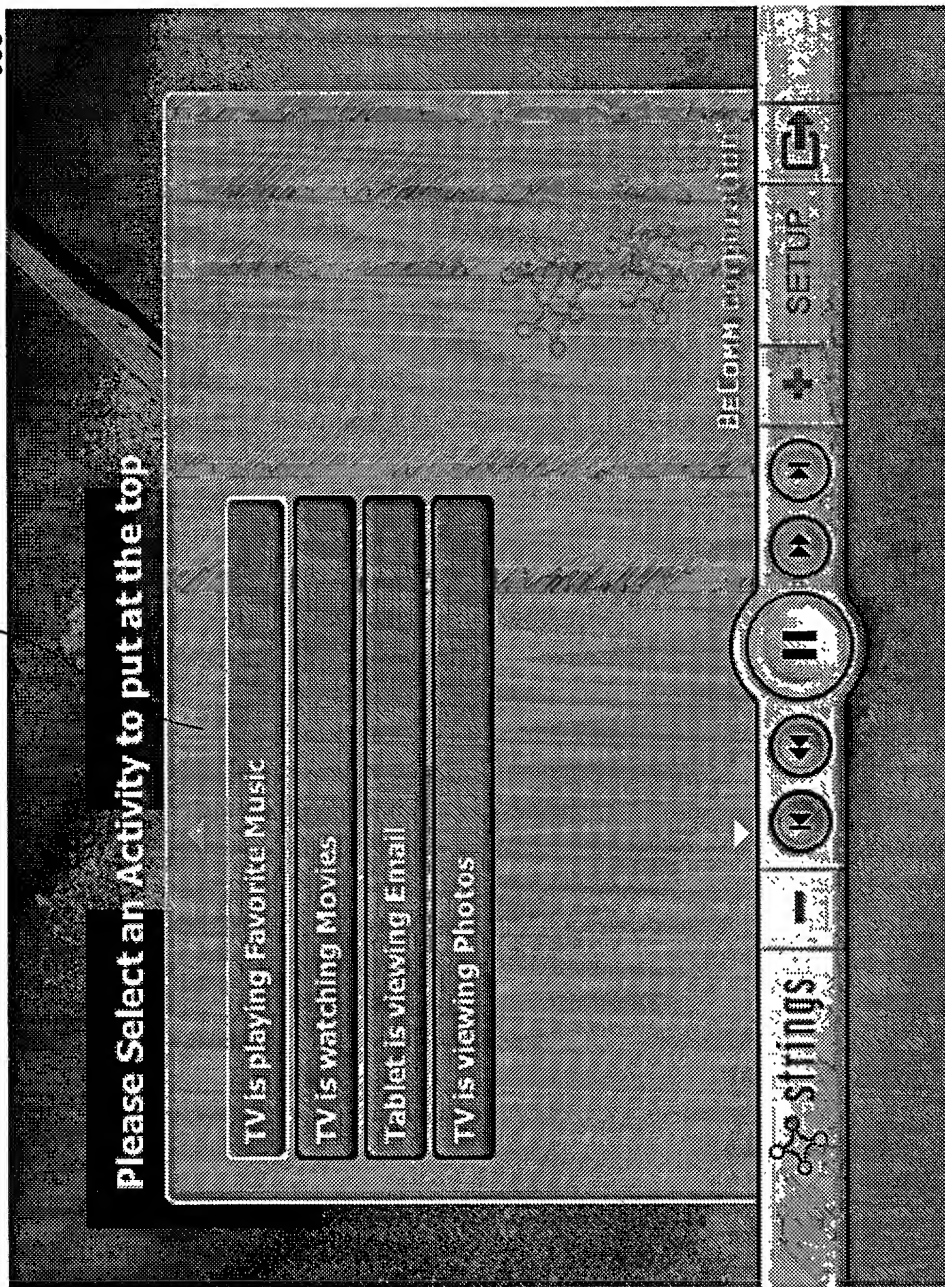 Please Select an Activity to put at the top
TV is playing Favorite Music
TV is watching Movies
Tablet is viewing Email
TV is viewing Photos
strings
SETUP